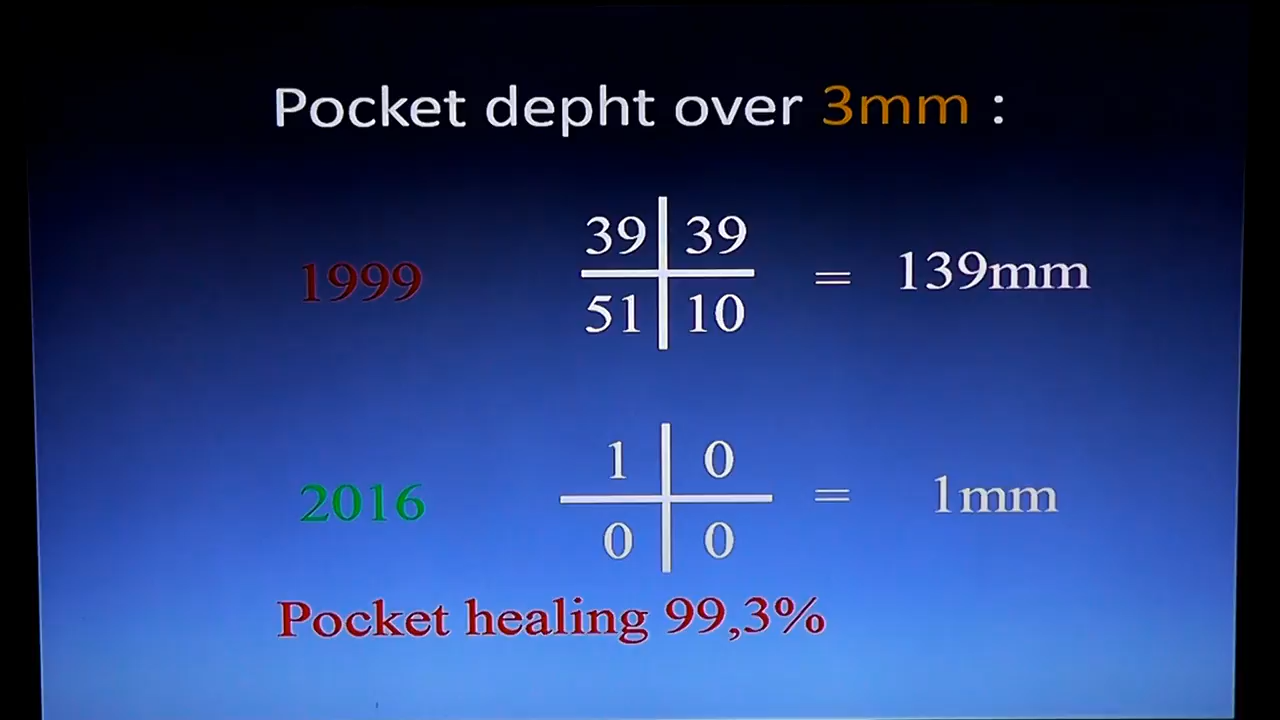 Pocket depht over 3mm :
39 39
1999 = 139mm
51 10
1 0
2016 = 1mm
0 0
Pocket healing 99,3%